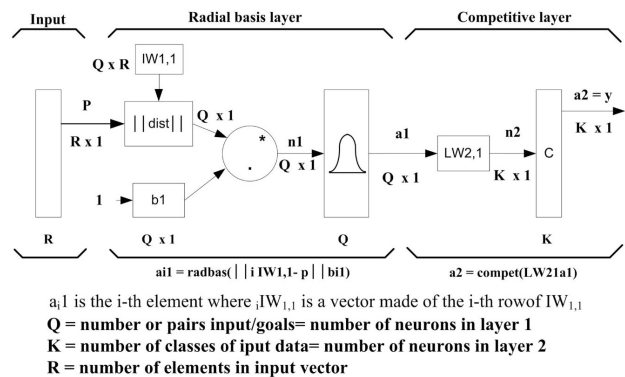 Input
Radial basis layer
Competitive layer
Q x R
IW1,1
P
R x 1
||dist||
Q x 1
*
.
n1
Q x 1
a1
Q x 1
LW2,1
n2
K x 1
C
a2 = y
K x 1
1
b1
R
Q x 1
Q
K
ai1 = radbas(||i IW1,1- p||bi1)
a2 = compet(LW21a1)
ai1 is the i-th element where iIW1,1 is a vector made of the i-th rowof IW1,1
Q = number or pairs input/goals= number of neurons in layer 1
K = number of classes of iput data= number of neurons in layer 2
R = number of elements in input vector